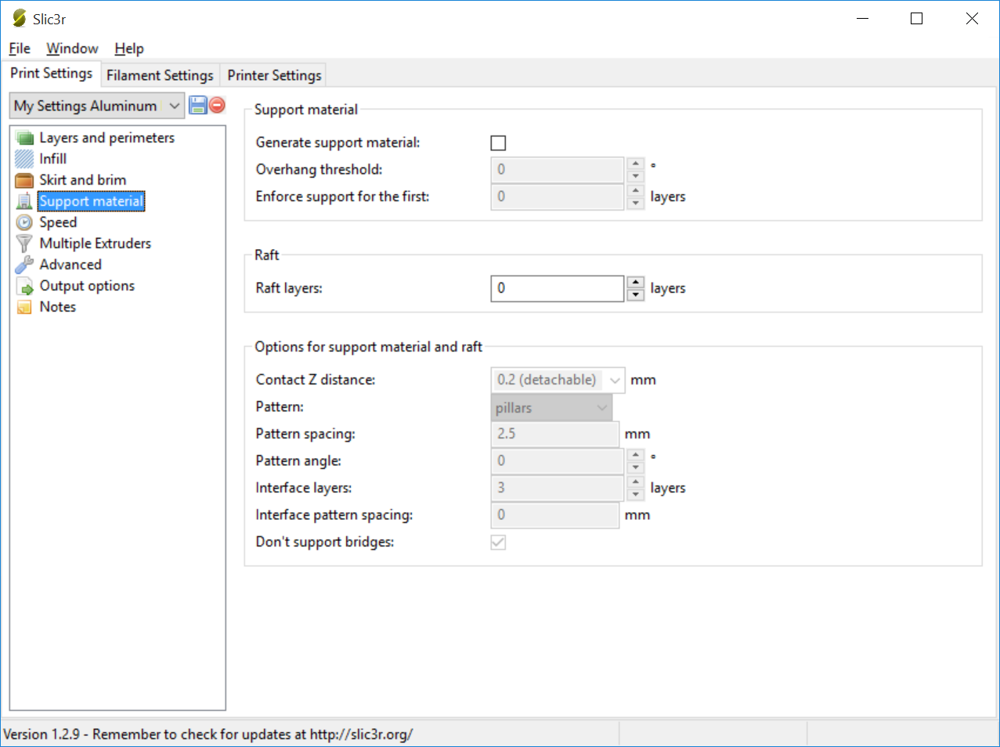 Slic3r
File Window Help
Print Settings Filament Settings Printer Settings
My Settings Aluminum
Layers and perimeters
Infill
Skirt and brim
Support material
Speed
Multiple Extruders
Advanced
Output options
Notes
Support material
Generate support material:
Overhang threshold: 0 °
Enforce support for the first: 0 layers
Raft
Raft layers: 0 layers
Options for support material and raft
Contact Z distance: 0.2 (detachable) mm
Pattern: pillars
Pattern spacing: 2.5 mm
Pattern angle: 0 °
Interface layers: 3 layers
Interface pattern spacing: 0 mm
Don't support bridges:
Version 1.2.9 - Remember to check for updates at http://slic3r.org/